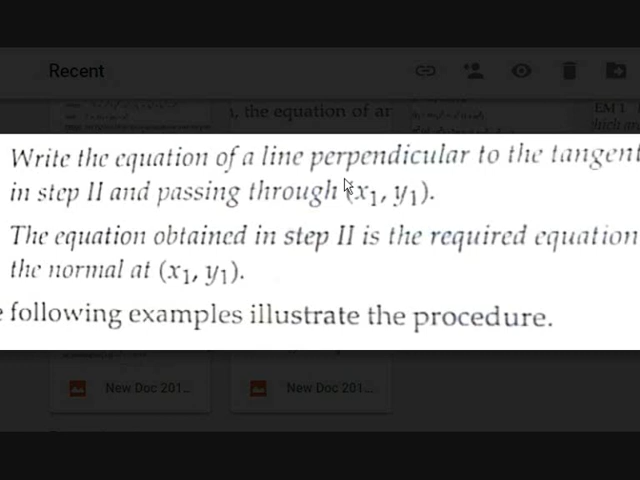 Recent
, the equation of ar
EM 1
Write the equation of a line perpendicular to the tangent
in step II and passing through (x₁, y₁).
The equation obtained in step II is the required equation
the normal at (x₁, y₁).
following examples illustrate the procedure.
New Doc 201... New Doc 201...